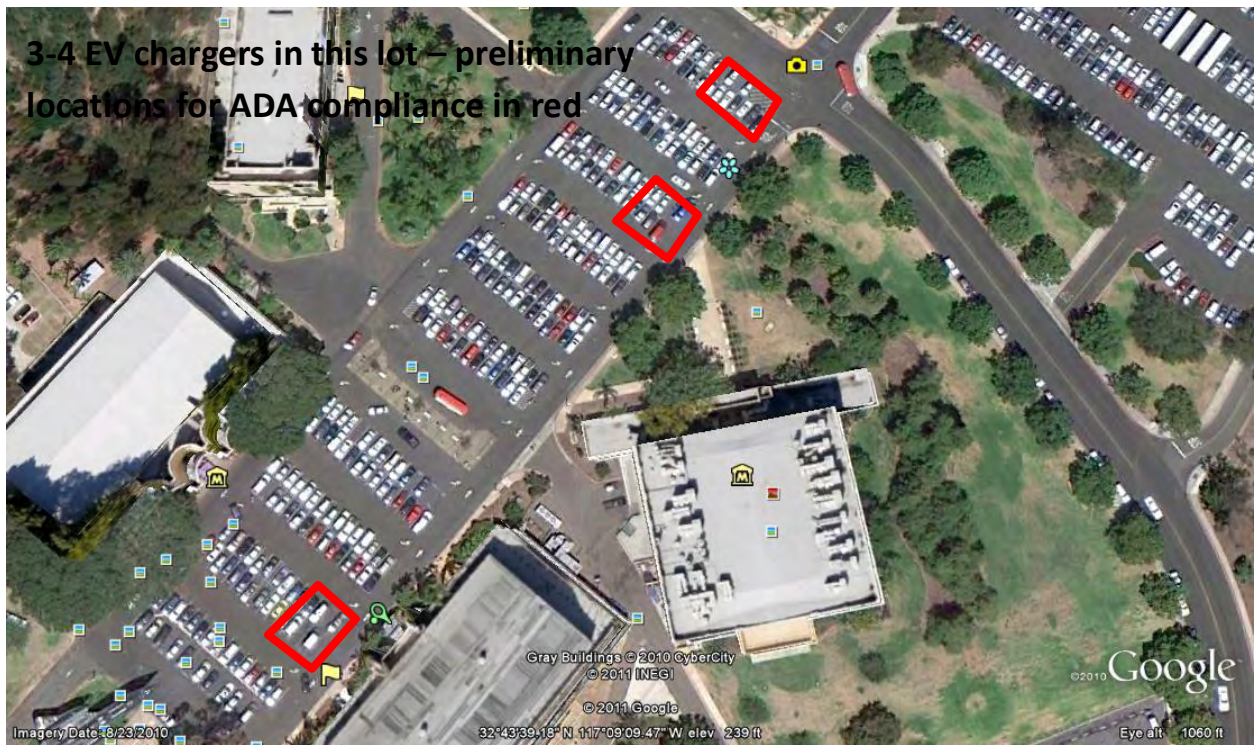 3-4 EV chargers in this lot – preliminary
locations for ADA compliance in red
M
M
Gray Buildings © 2010 CyberCity
© 2011 INEGI
© 2011 Google
©2010 Google
Imagery Date: 8/23/2010
32°43'39.18" N 117°09'09.47" W elev 239 ft
Eye alt 1060 ft